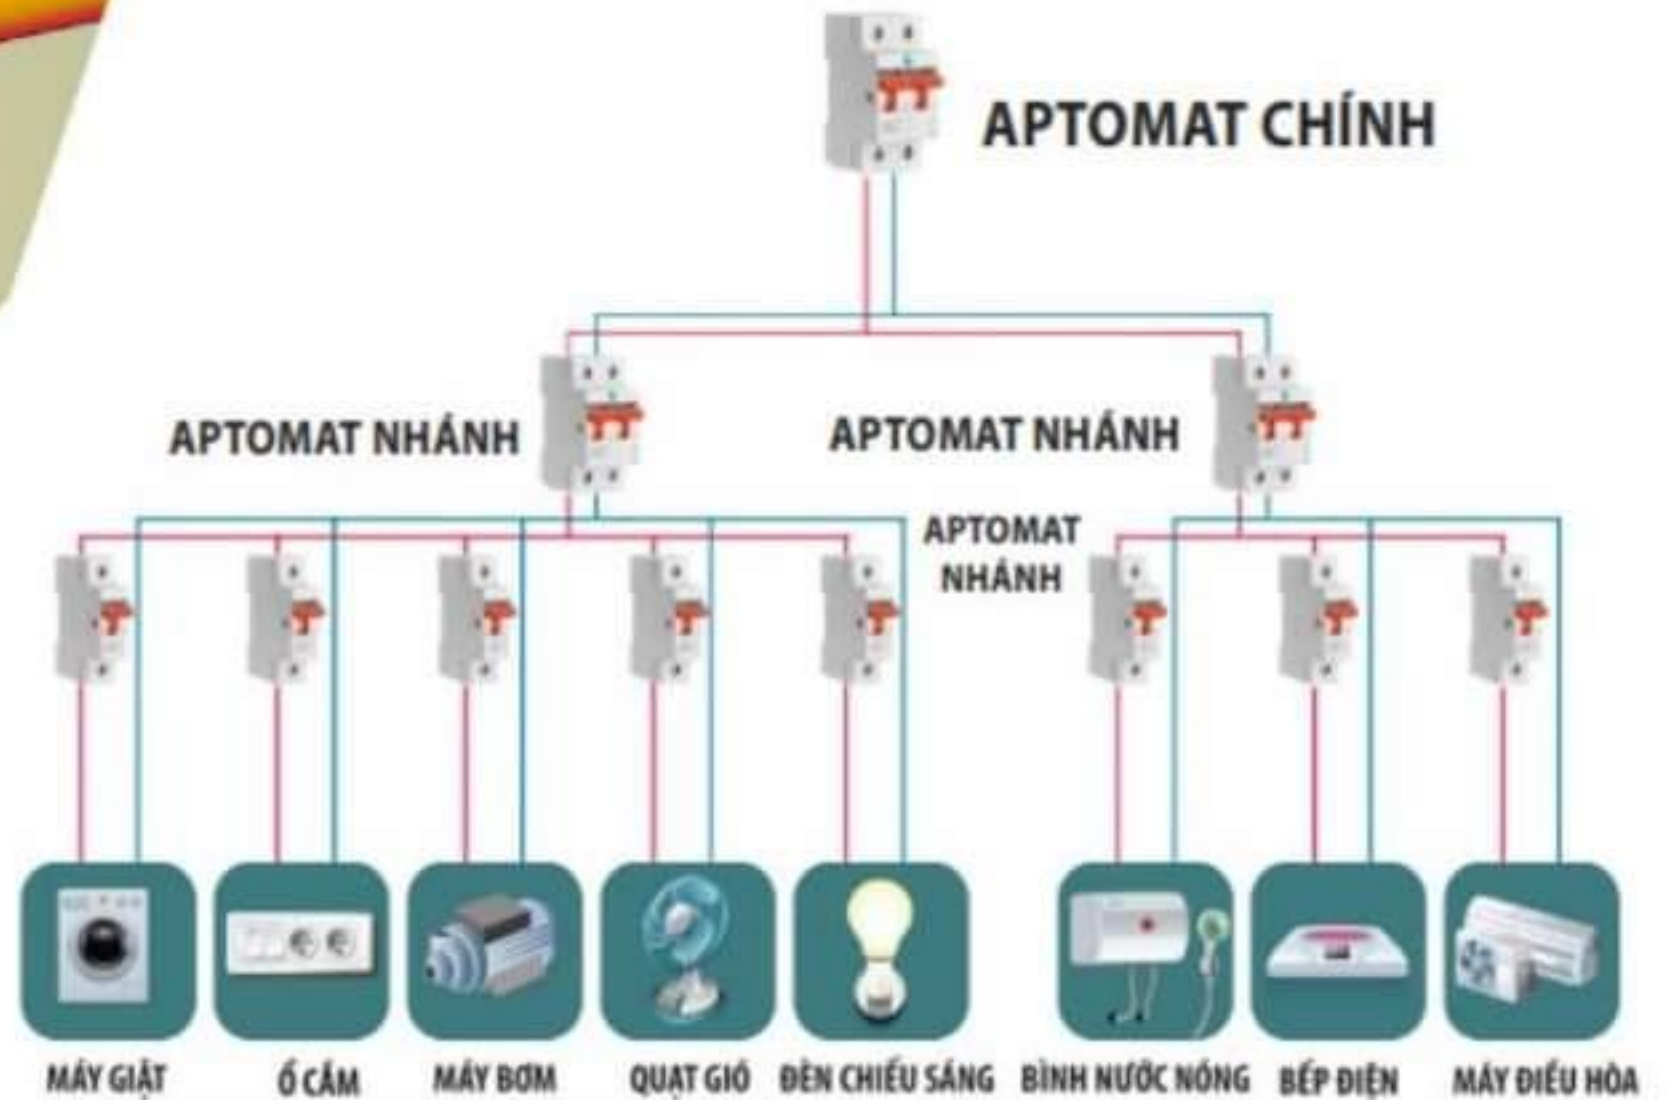 APTOMAT CHÍNH
APTOMAT NHÁNH
APTOMAT NHÁNH
APTOMAT
NHÁNH
MÁY GIẶT
Ổ CẮM
MÁY BƠM
QUẠT GIÓ
ĐÈN CHIẾU SÁNG
BÌNH NƯỚC NÓNG
BẾP ĐIỆN
MÁY ĐIỀU HÒA